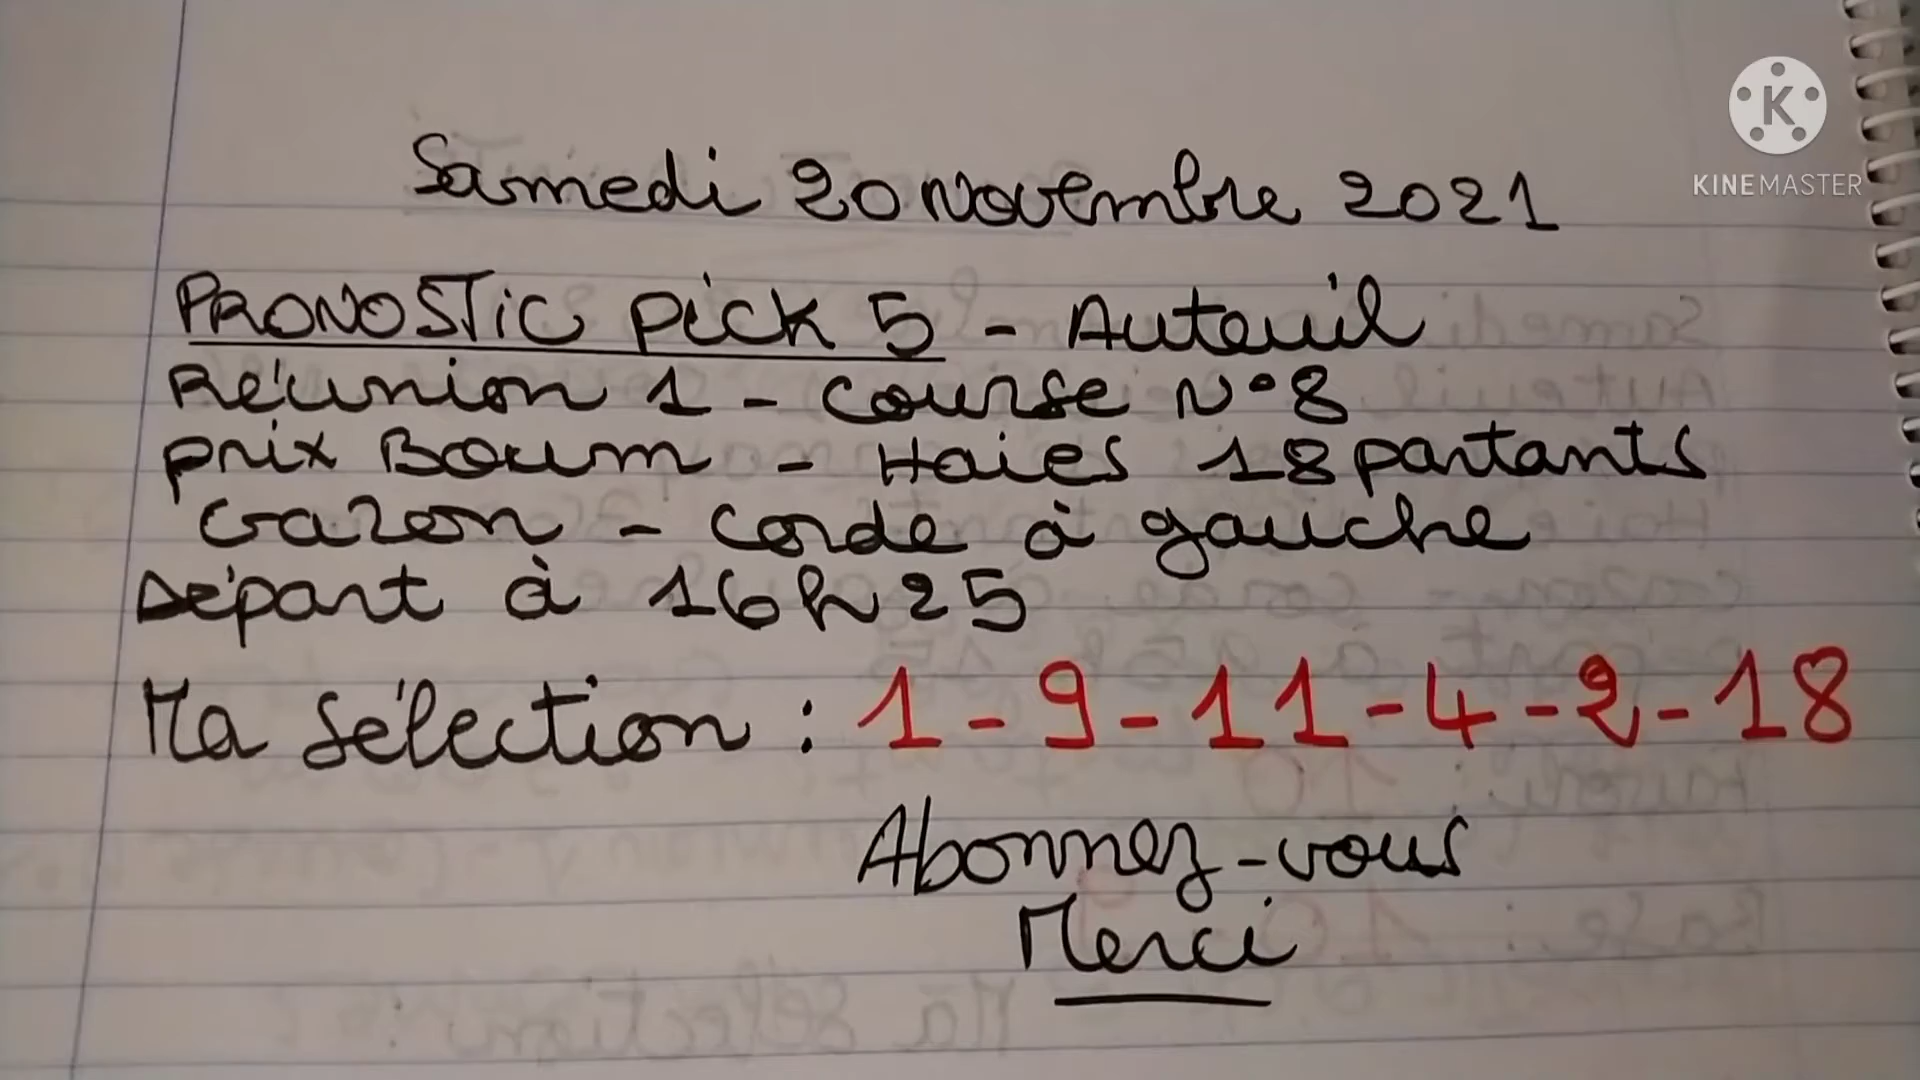 Samedi 20 Novembre 2021
PRONOSTIC PICK 5 - Auteuil
Réunion 1 - Course N°8
prix Boum - Haies 18 partants
Gazon - Corde à gauche
Départ à 16h25
Ma sélection : 1 - 9 - 11 - 4 - 2 - 18
Abonnez-vous
Merci
K
KINEMASTER